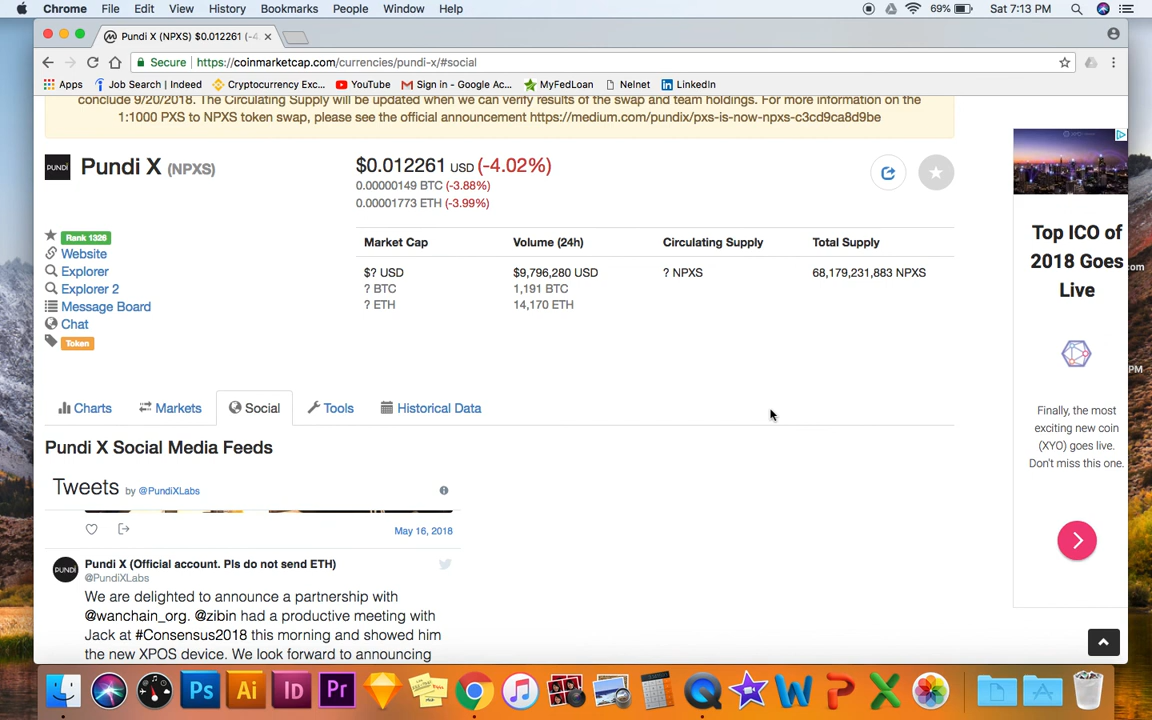 Chrome File Edit View History Bookmarks People Window Help 69% Sat 7:13 PM
Pundi X (NPXS) $0.012261 (-4
Secure https://coinmarketcap.com/currencies/pundi-x/#social
Apps Job Search | Indeed Cryptocurrency Exc... YouTube Sign in - Google Ac... MyFedLoan Nelnet LinkedIn
conclude 9/20/2018. The Circulating Supply will be updated when we can verify results of the swap and team holdings. For more information on the
1:1000 PXS to NPXS token swap, please see the official announcement https://medium.com/pundix/pxs-is-now-npxs-c3cd9ca8d9be
PUNDI Pundi X (NPXS)
$0.012261 USD (-4.02%)
0.00000149 BTC (-3.88%)
0.00001773 ETH (-3.99%)
Rank 1326
Website
Explorer
Explorer 2
Message Board
Chat
Token
Market Cap Volume (24h) Circulating Supply Total Supply
$? USD $9,796,280 USD ? NPXS 68,179,231,883 NPXS
? BTC 1,191 BTC
? ETH 14,170 ETH
Charts Markets Social Tools Historical Data
Pundi X Social Media Feeds
Tweets by @PundiXLabs
May 16, 2018
PUNDI Pundi X (Official account. Pls do not send ETH)
@PundiXLabs
We are delighted to announce a partnership with
@wanchain_org. @zibin had a productive meeting with
Jack at #Consensus2018 this morning and showed him
the new XPOS device. We look forward to announcing
Top ICO of
2018 Goes
Live
Finally, the most
exciting new coin
(XYO) goes live.
Don't miss this one.
com
PM
Ps Ai Id Pr